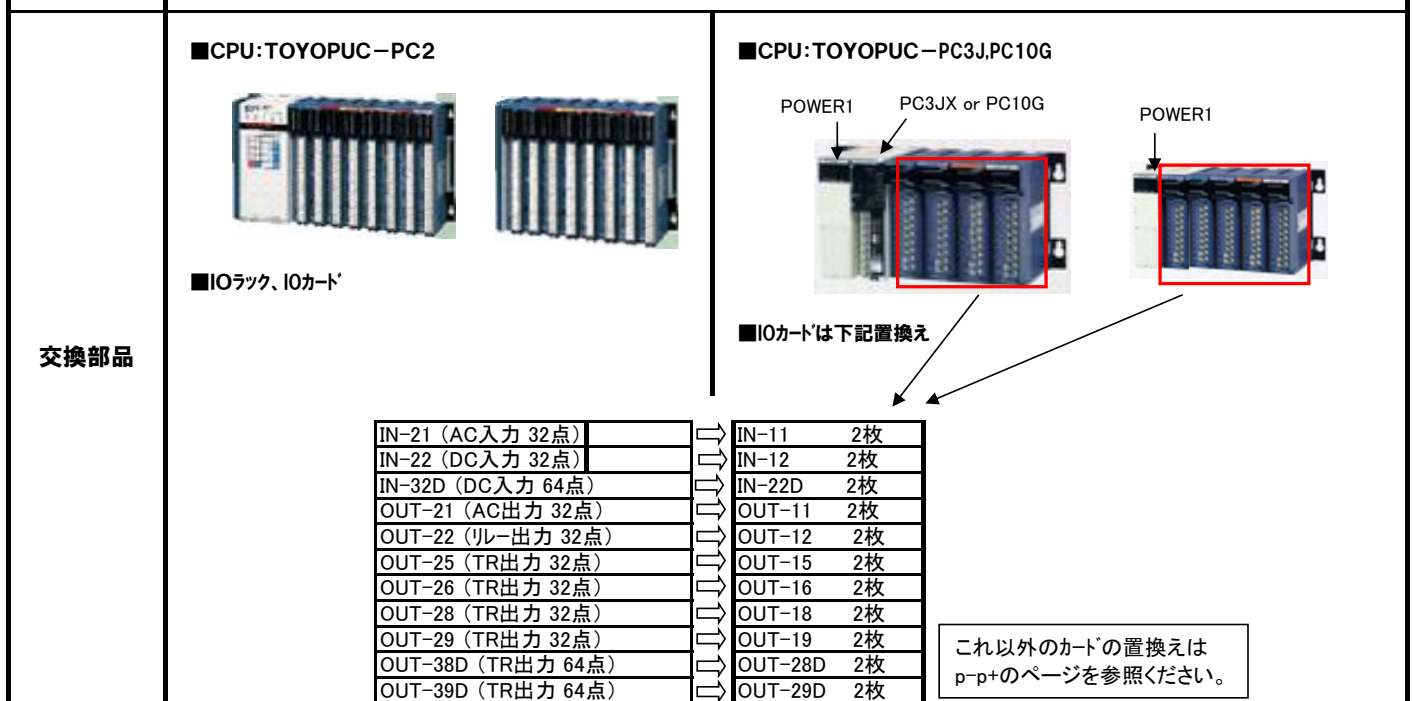 ■CPU:TOYOPUC-PC2
■CPU:TOYOPUC-PC3J,PC10G
POWER1
PC3JX or PC10G
POWER1
■IOラック、IOカード
■IOカードは下記置換え
交換部品
IN-21 (AC入力 32点) ⇨ IN-11 2枚
IN-22 (DC入力 32点) ⇨ IN-12 2枚
IN-32D (DC入力 64点) ⇨ IN-22D 2枚
OUT-21 (AC出力 32点) ⇨ OUT-11 2枚
OUT-22 (リレー出力 32点) ⇨ OUT-12 2枚
OUT-25 (TR出力 32点) ⇨ OUT-15 2枚
OUT-26 (TR出力 32点) ⇨ OUT-16 2枚
OUT-28 (TR出力 32点) ⇨ OUT-18 2枚
OUT-29 (TR出力 32点) ⇨ OUT-19 2枚
OUT-38D (TR出力 64点) ⇨ OUT-28D 2枚
OUT-39D (TR出力 64点) ⇨ OUT-29D 2枚
これ以外のカードの置換えは
p-p+のページを参照ください。